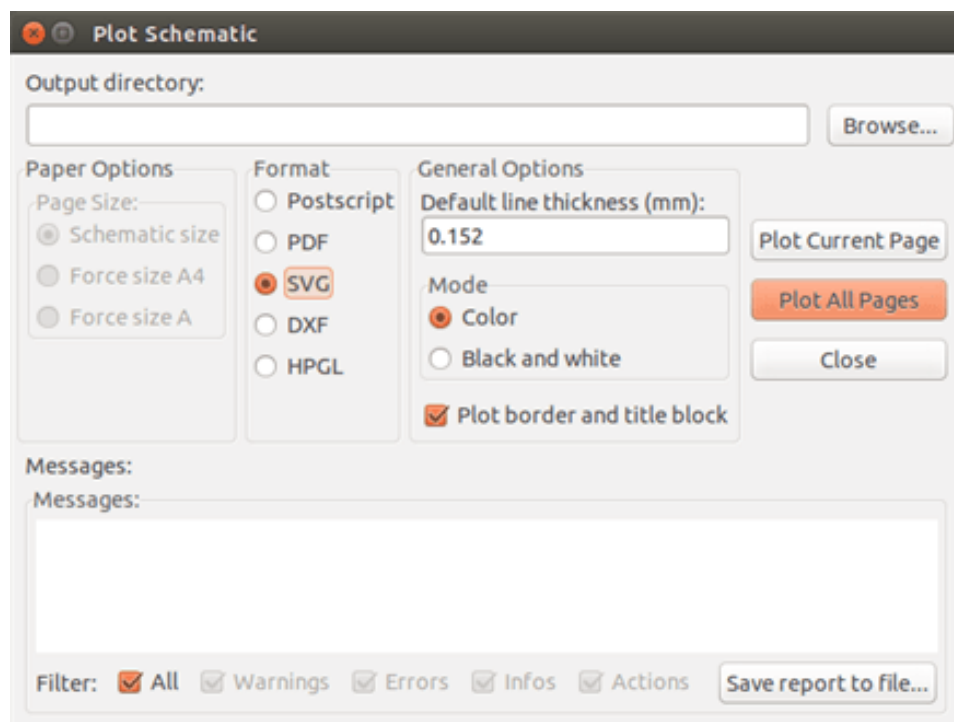 Plot Schematic
Output directory:
Browse...
Paper Options
Page Size:
Schematic size
Force size A4
Force size A
Format
Postscript
PDF
SVG
DXF
HPGL
General Options
Default line thickness (mm):
0.152
Mode
Color
Black and white
Plot border and title block
Plot Current Page
Plot All Pages
Close
Messages:
Messages:
Filter: All Warnings Errors Infos Actions Save report to file...